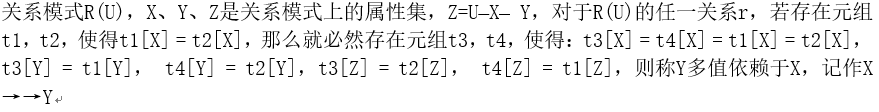 关系模式R(U)，X、Y、Z是关系模式上的属性集，Z=U–X– Y，对于R(U)的任一关系r，若存在元组
t1，t2，使得t1[X] = t2[X]，那么就必然存在元组t3，t4，使得：t3[X] = t4[X] = t1[X] = t2[X]，
t3[Y] = t1[Y]， t4[Y] = t2[Y]，t3[Z] = t2[Z]， t4[Z] = t1[Z]，则称Y多值依赖于X，记作X
→→Y↵